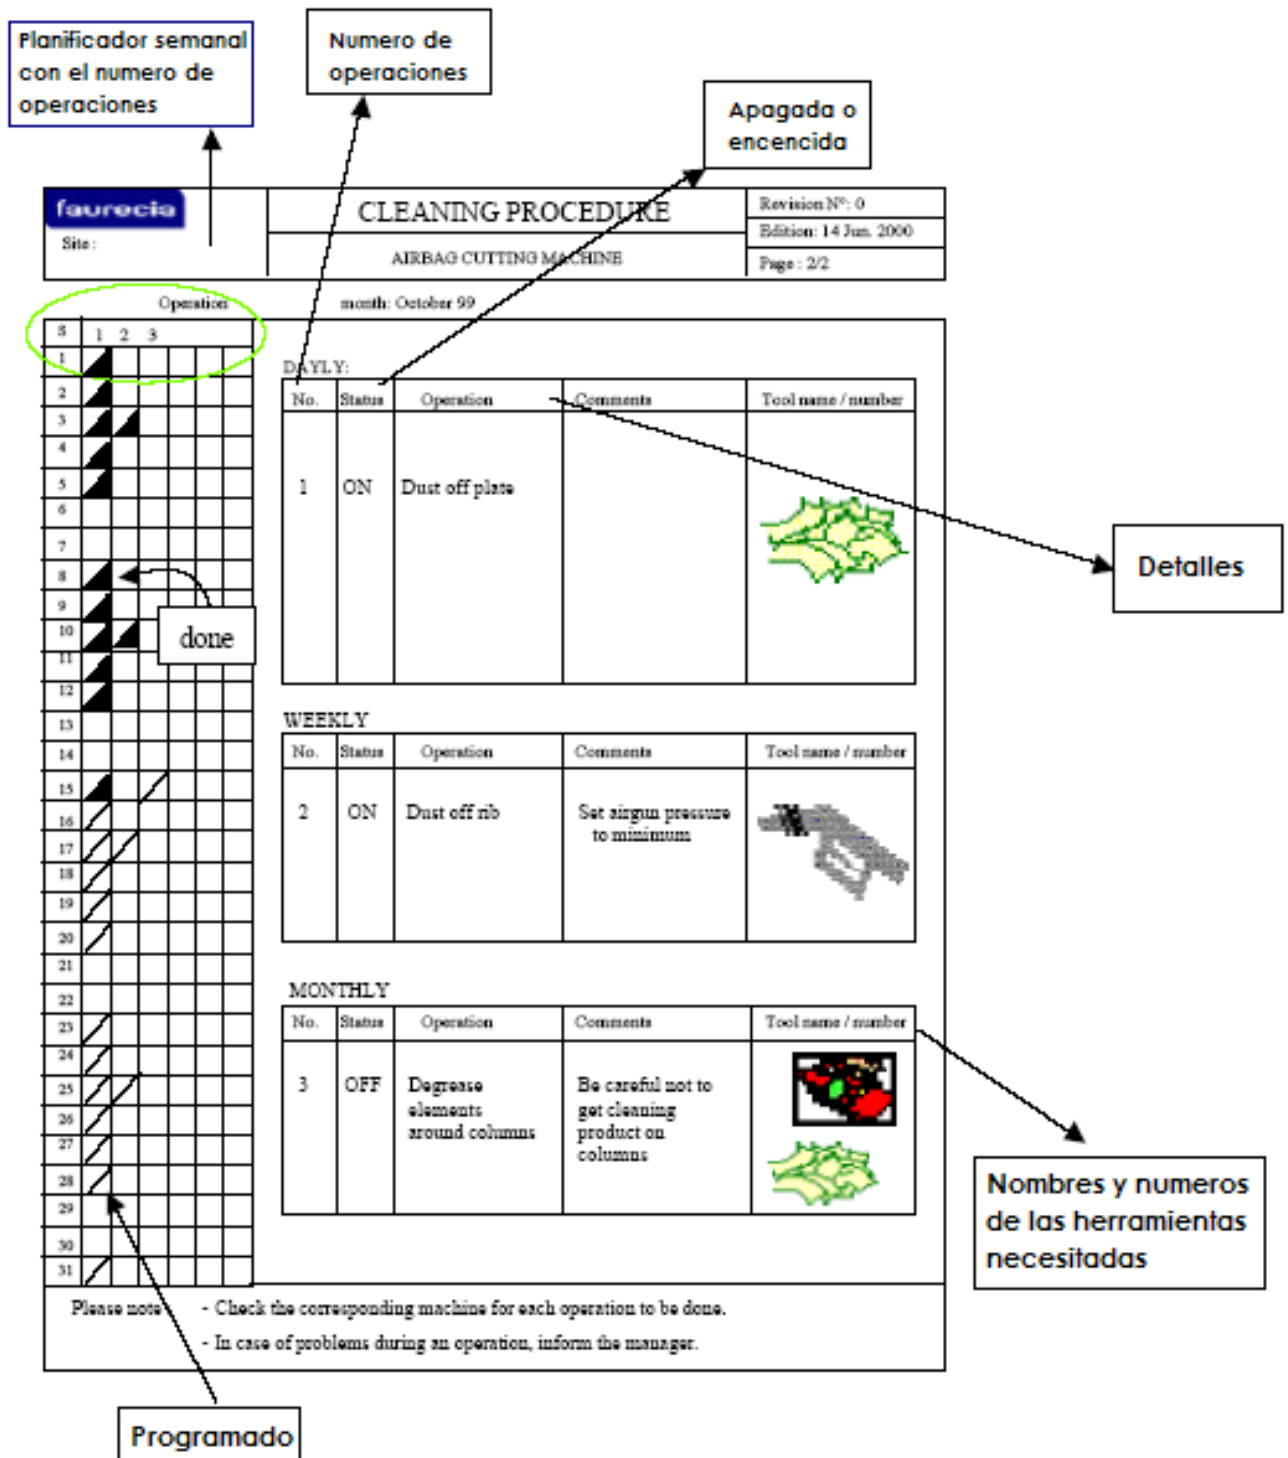 Planificador semanal
con el numero de
operaciones
Numero de
operaciones
Apagada o
encencida
faurecia
Site :
CLEANING PROCEDURE
AIRBAG CUTTING MACHINE
Revision Nº: 0
Edition: 14 Jun. 2000
Page : 2/2
Operation
month: October 99
S 1 2 3
1
2
3
4
5
6
7
8
9
10
11
12
13
14
15
16
17
18
19
20
21
22
23
24
25
26
27
28
29
30
31
done
DAYLY:
No. Status Operation Comments Tool name / number
1 ON Dust off plate
Detalles
WEEKLY
No. Status Operation Comments Tool name / number
2 ON Dust off rib Set airgun pressure
to minimum
MONTHLY
No. Status Operation Comments Tool name / number
3 OFF Degrease Be careful not to
elements get cleaning
around columns product on
columns
Nombres y numeros
de las herramientas
necesitadas
Please note - Check the corresponding machine for each operation to be done.
- In case of problems during an operation, inform the manager.
Programado